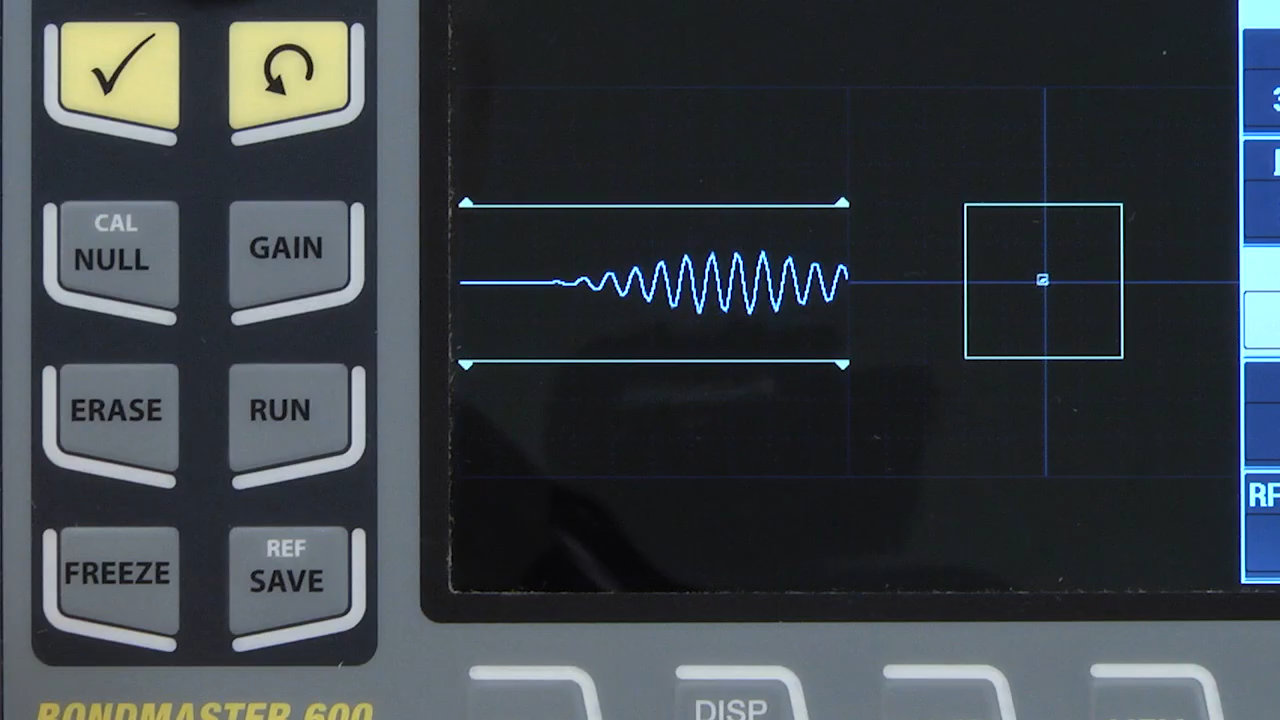 CAL
NULL
GAIN
ERASE
RUN
FREEZE
REF
SAVE
BONDMASTER 600
DISP
RF